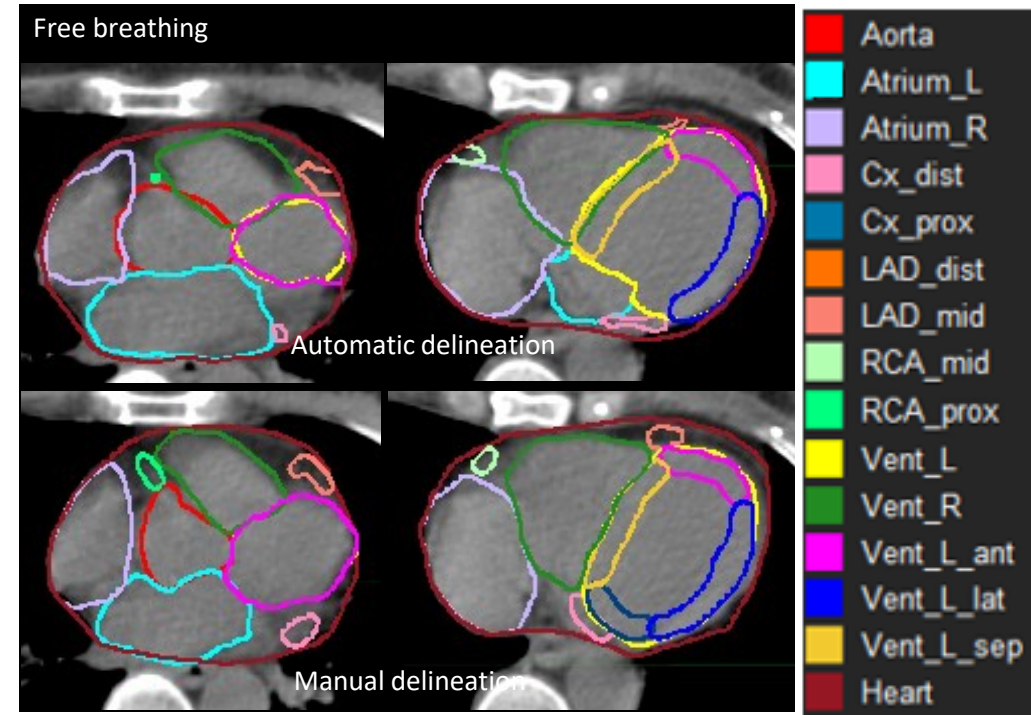 Free breathing
Automatic delineation
Manual delineation
Aorta
Atrium_L
Atrium_R
Cx_dist
Cx_prox
LAD_dist
LAD_mid
RCA_mid
RCA_prox
Vent_L
Vent_R
Vent_L_ant
Vent_L_lat
Vent_L_sep
Heart